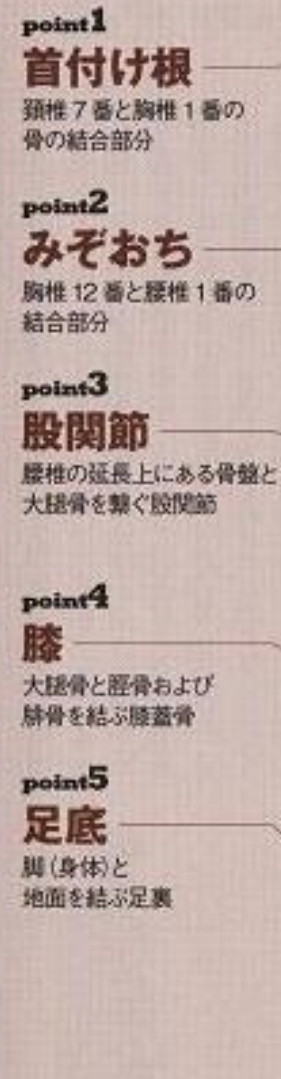 point1
首付け根
頚椎7番と胸椎1番の
骨の結合部分
point2
みぞおち
胸椎12番と腰椎1番の
結合部分
point3
股関節
腰椎の延長上にある骨盤と
大腿骨を繋ぐ股関節
point4
膝
大腿骨と脛骨および
腓骨を結ぶ膝蓋骨
point5
足底
脚(身体)と
地面を結ぶ足裏